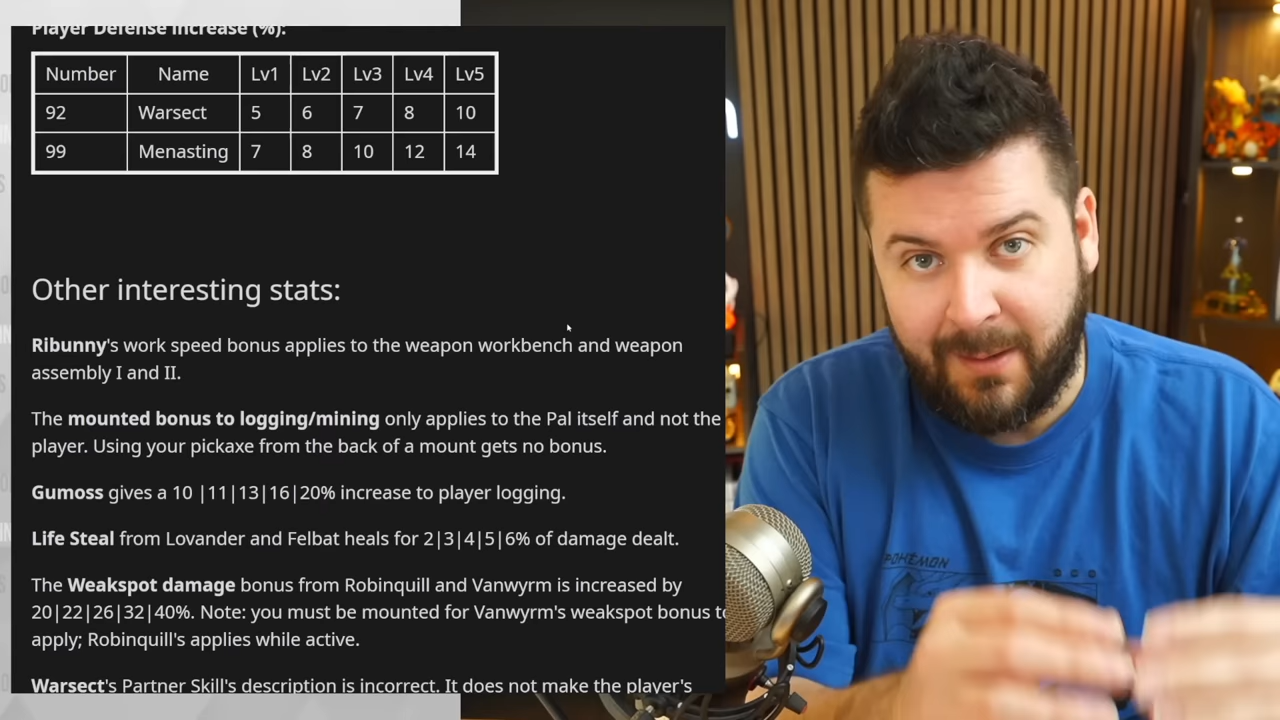 Player Defense Increase (%):
Number Name Lv1 Lv2 Lv3 Lv4 Lv5
92 Warsect 5 6 7 8 10
99 Menasting 7 8 10 12 14
Other interesting stats:
Ribunny's work speed bonus applies to the weapon workbench and weapon
assembly I and II.
The mounted bonus to logging/mining only applies to the Pal itself and not the
player. Using your pickaxe from the back of a mount gets no bonus.
Gumoss gives a 10 |11|13|16|20% increase to player logging.
Life Steal from Lovander and Felbat heals for 2|3|4|5|6% of damage dealt.
The Weakspot damage bonus from Robinquill and Vanwyrm is increased by
20|22|26|32|40%. Note: you must be mounted for Vanwyrm's weakspot bonus to
apply; Robinquill's applies while active.
Warsect's Partner Skill's description is incorrect. It does not make the player's
POKÉMON